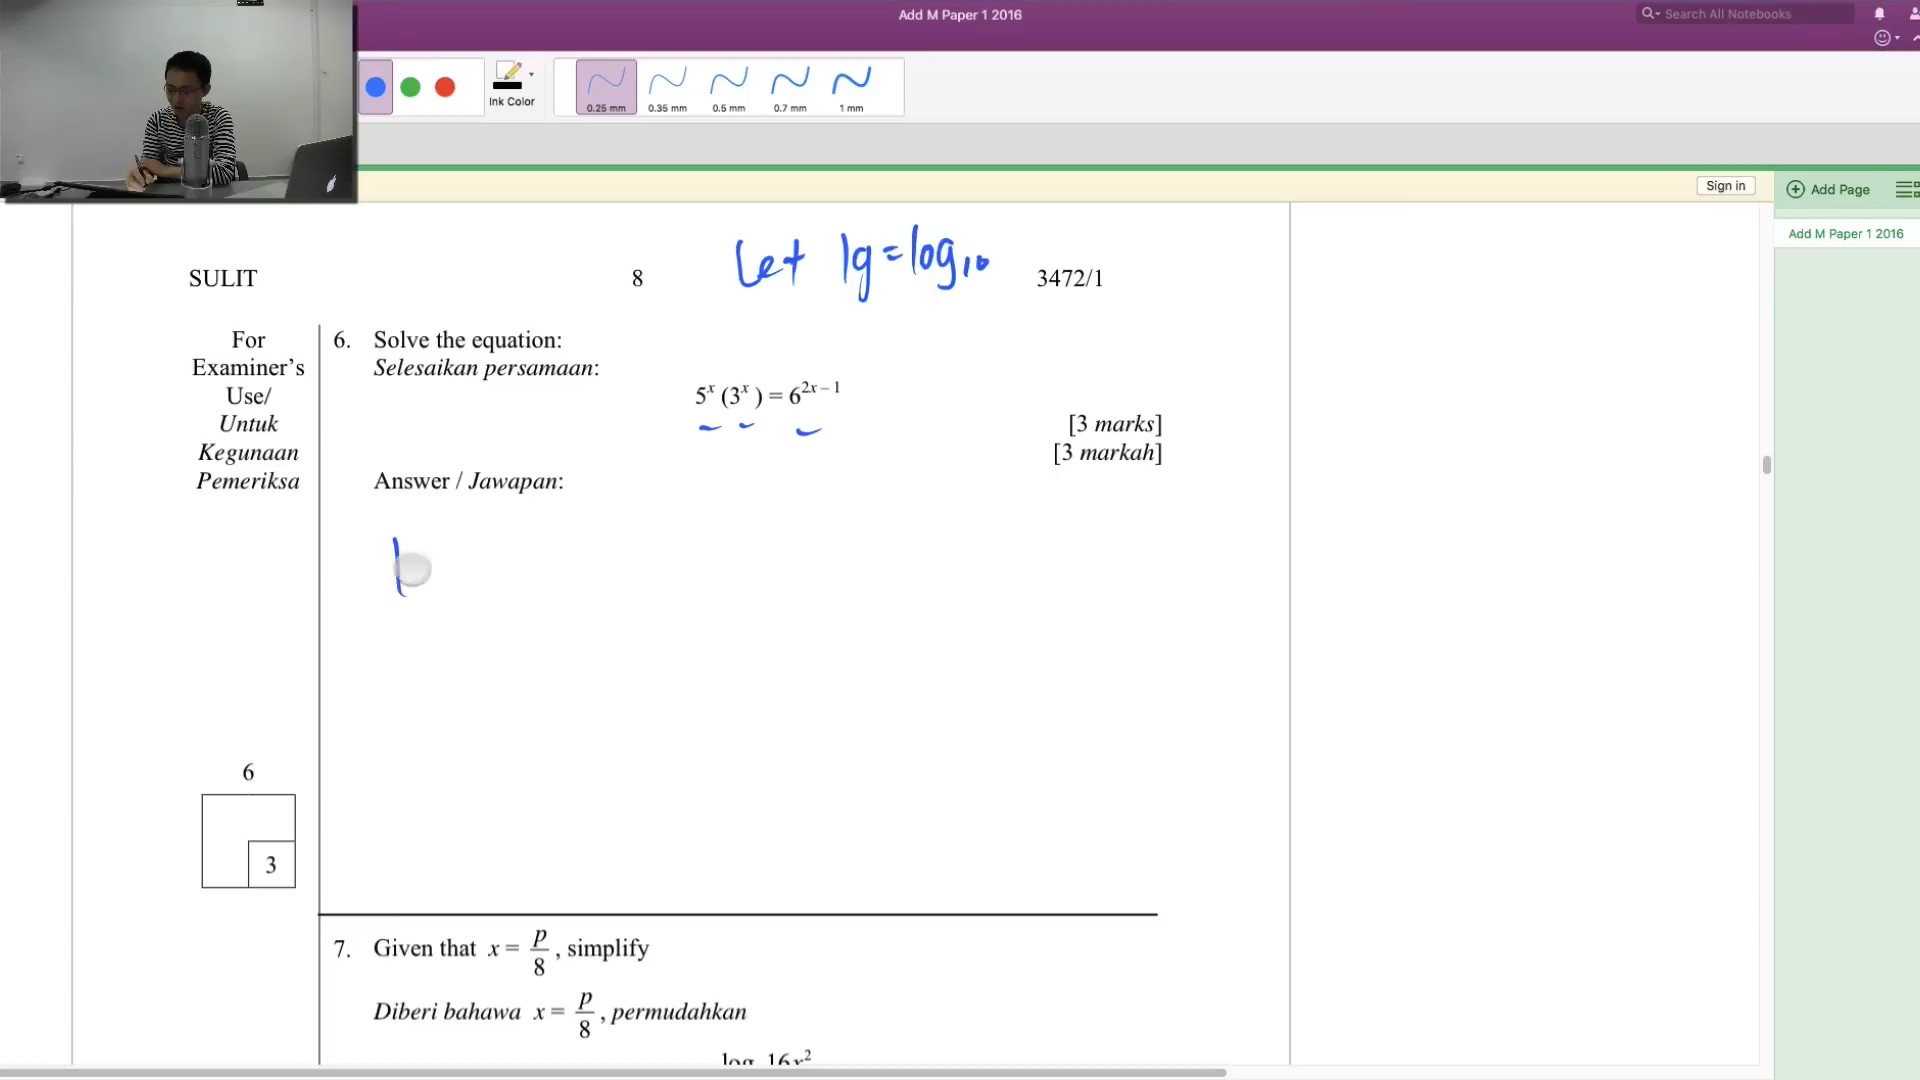 Add M Paper 1 2016
Search All Notebooks
Ink Color
0.25 mm
0.35 mm
0.5 mm
0.7 mm
1 mm
Sign in
Add Page
Add M Paper 1 2016
Let lg = log₁₀
SULIT 8 3472/1
For
Examiner's
Use/
Untuk
Kegunaan
Pemeriksa
6. Solve the equation:
Selesaikan persamaan:
5ˣ (3ˣ ) = 6²ˣ⁻¹
[3 marks]
[3 markah]
Answer / Jawapan:
6
3
7. Given that x = p/8 , simplify
Diberi bahawa x = p/8 , permudahkan
log 16x²